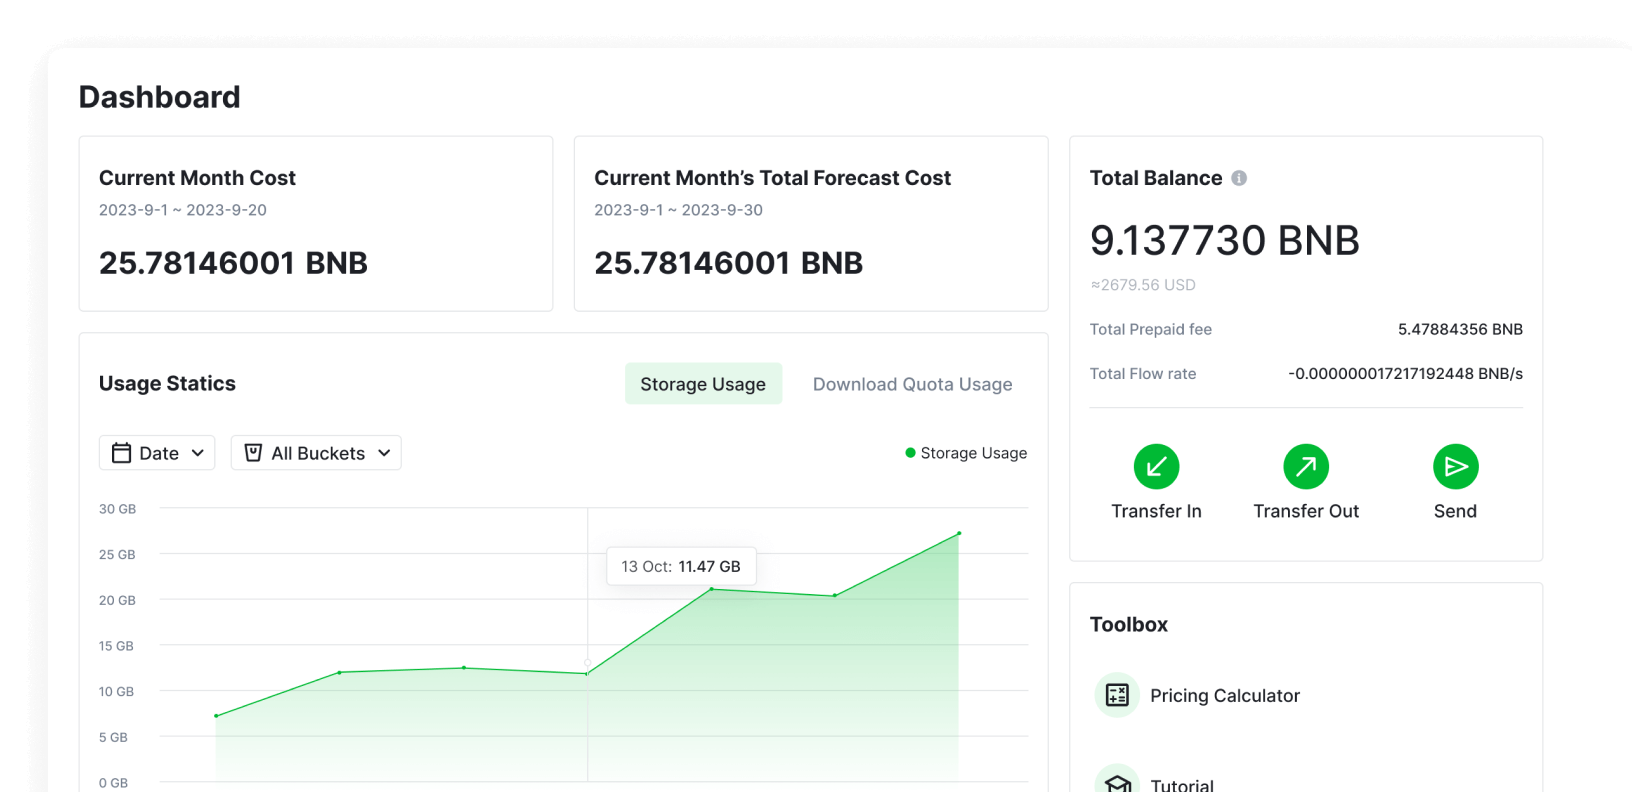 Dashboard
Current Month Cost
2023-9-1 ~ 2023-9-20
25.78146001 BNB
Current Month’s Total Forecast Cost
2023-9-1 ~ 2023-9-30
25.78146001 BNB
Total Balance
9.137730 BNB
≈2679.56 USD
Total Prepaid fee 5.47884356 BNB
Total Flow rate -0.000000017217192448 BNB/s
Transfer In Transfer Out Send
Usage Statics
Storage Usage Download Quota Usage
Date All Buckets
Storage Usage
30 GB
25 GB
20 GB
15 GB
10 GB
5 GB
0 GB
13 Oct: 11.47 GB
Toolbox
Pricing Calculator
Tutorial